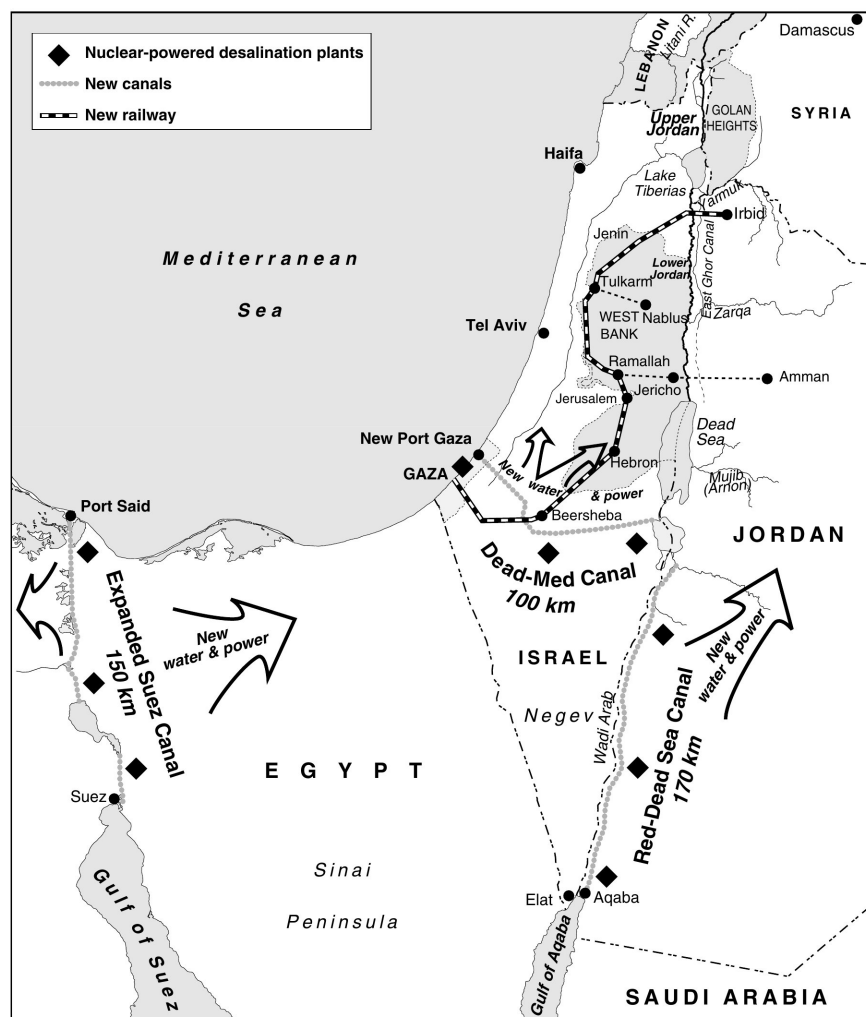 Nuclear-powered desalination plants
New canals
New railway
Damascus
Litani R.
LEBANON
GOLAN
HEIGHTS
SYRIA
Upper
Jordan
Haifa
Lake
Tiberias
Yarmuk
Irbid
Jenin
Mediterranean
Sea
Lower
Jordan
East Ghor Canal
Tulkarm
WEST
BANK
Nablus
Zarqa
Tel Aviv
Ramallah
Jericho
Amman
Jerusalem
Dead
Sea
New Port Gaza
GAZA
New water
& power
Hebron
Mujib
(Arnon)
Port Said
Beersheba
JORDAN
Dead-Med Canal
100 km
Expanded Suez Canal
150 km
New
water & power
New
water & power
ISRAEL
Negev
Wadi Arab
Red-Dead Sea Canal
170 km
EGYPT
Suez
Sinai
Peninsula
Elat
Aqaba
Gulf of Suez
Gulf of Aqaba
SAUDI ARABIA